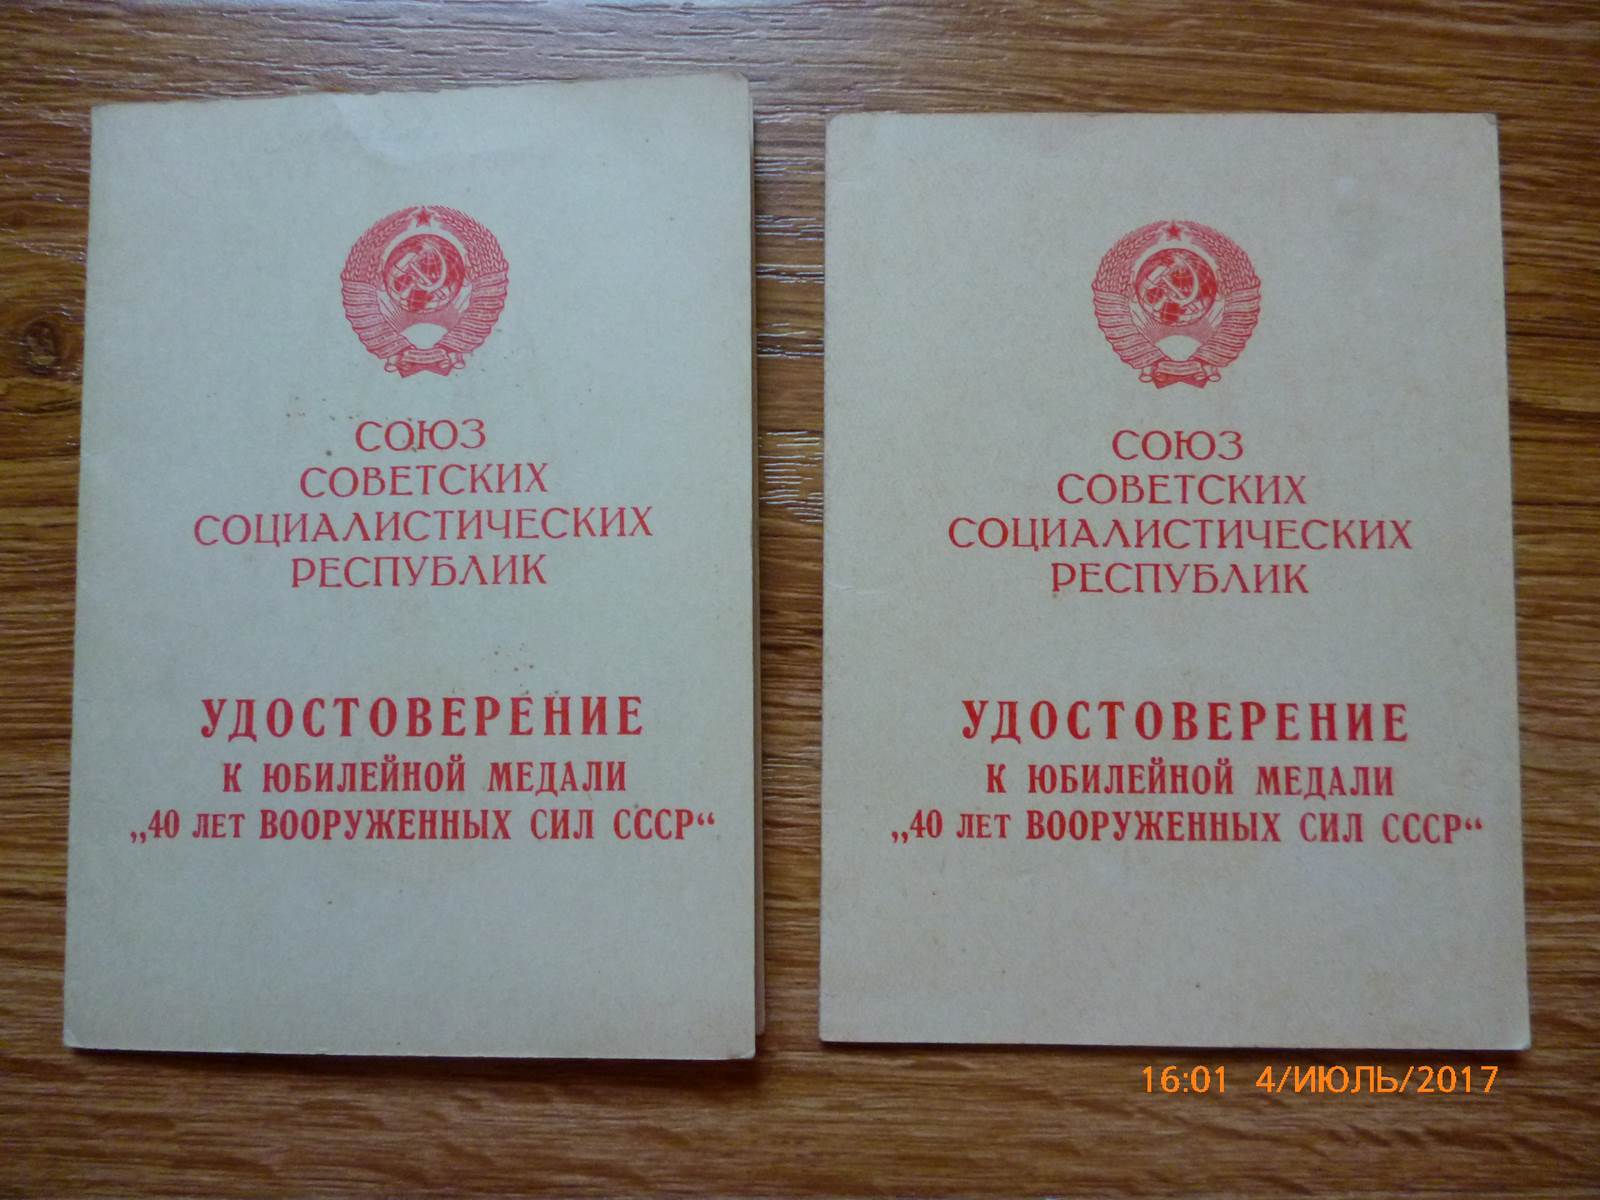 СОЮЗ
СОВЕТСКИХ
СОЦИАЛИСТИЧЕСКИХ
РЕСПУБЛИК
УДОСТОВЕРЕНИЕ
К ЮБИЛЕЙНОЙ МЕДАЛИ
„40 ЛЕТ ВООРУЖЕННЫХ СИЛ СССР“
СОЮЗ
СОВЕТСКИХ
СОЦИАЛИСТИЧЕСКИХ
РЕСПУБЛИК
УДОСТОВЕРЕНИЕ
К ЮБИЛЕЙНОЙ МЕДАЛИ
„40 ЛЕТ ВООРУЖЕННЫХ СИЛ СССР“
16:01 4/ИЮЛЬ/2017